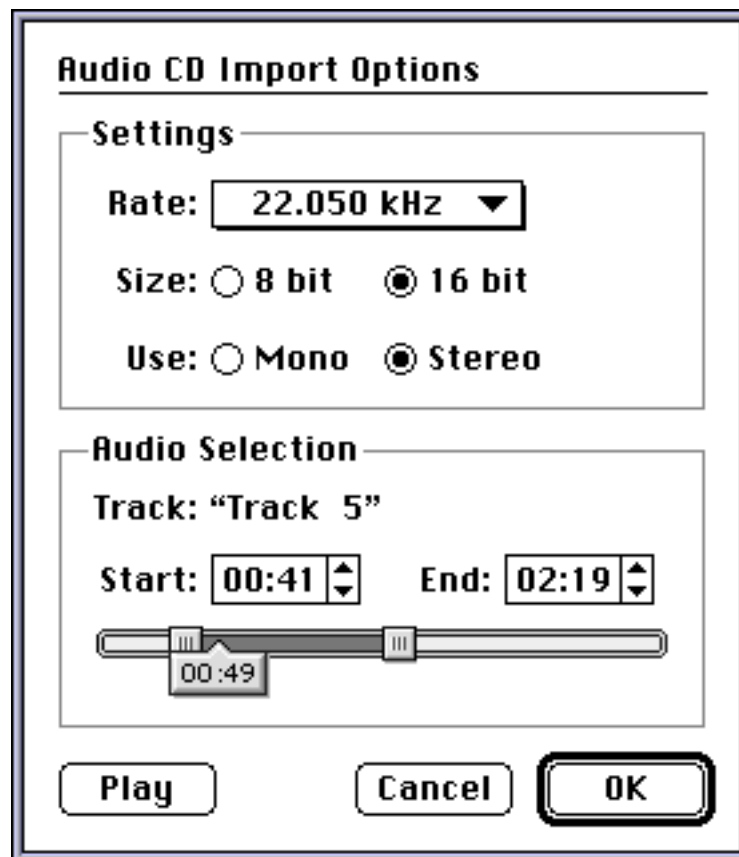 Audio CD Import Options
Settings
Rate: 22.050 kHz
Size: 8 bit 16 bit
Use: Mono Stereo
Audio Selection
Track: “Track 5”
Start: 00:41 End: 02:19
00:49
Play Cancel OK